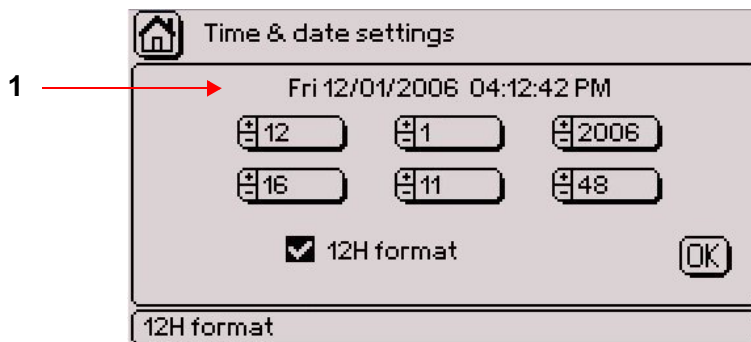 Time & date settings
1
Fri 12/01/2006 04:12:42 PM
12 1 2006
16 11 48
12H format
OK
12H format